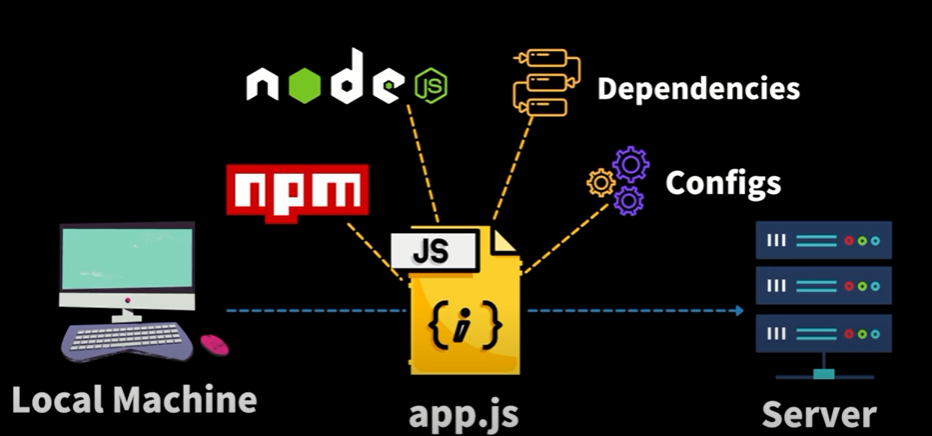 node JS
Dependencies
npm
Configs
JS
{i}
Local Machine
app.js
Server